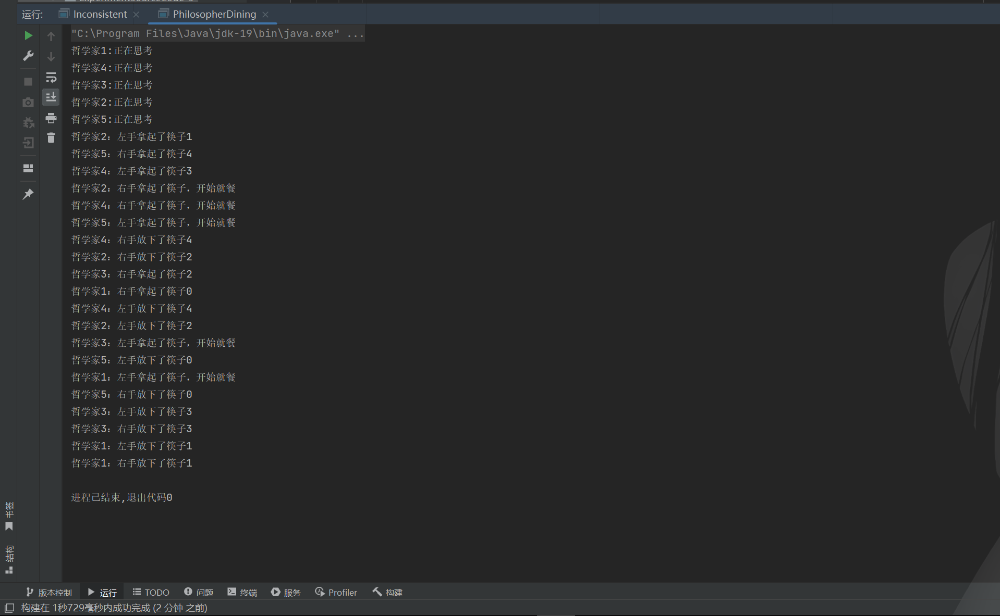 运行:
Inconsistent
PhilosopherDining
"C:\Program Files\Java\jdk-19\bin\java.exe" ...
哲学家1:正在思考
哲学家4:正在思考
哲学家3:正在思考
哲学家2:正在思考
哲学家5:正在思考
哲学家2：左手拿起了筷子1
哲学家5：右手拿起了筷子4
哲学家4：左手拿起了筷子3
哲学家2：右手拿起了筷子，开始就餐
哲学家4：右手拿起了筷子，开始就餐
哲学家5：左手拿起了筷子，开始就餐
哲学家4：右手放下了筷子4
哲学家2：右手放下了筷子2
哲学家3：右手拿起了筷子2
哲学家1：右手拿起了筷子0
哲学家4：左手放下了筷子4
哲学家2：左手放下了筷子2
哲学家3：左手拿起了筷子，开始就餐
哲学家5：左手放下了筷子0
哲学家1：左手拿起了筷子，开始就餐
哲学家5：右手放下了筷子0
哲学家3：左手放下了筷子3
哲学家3：右手放下了筷子3
哲学家1：左手放下了筷子1
哲学家1：右手放下了筷子1
进程已结束,退出代码0
书签
结构
版本控制 运行 TODO 问题 终端 服务 Profiler 构建
构建在 1秒729毫秒内成功完成 (2 分钟 之前)